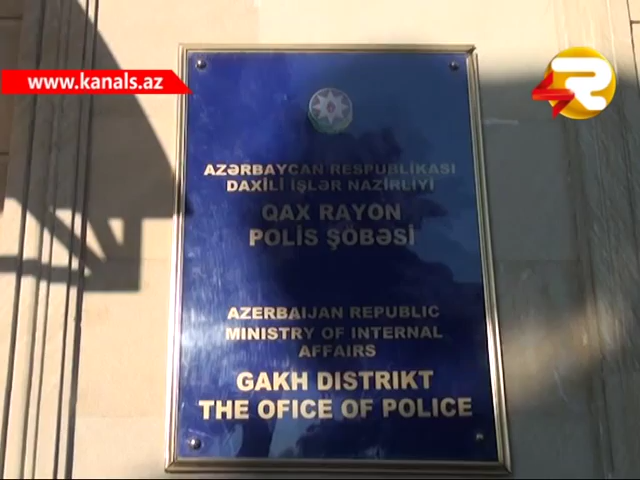 www.kanals.az
R
AZƏRBAYCAN RESPUBLİKASI
DAXİLİ İŞLƏR NAZİRLİYİ
QAX RAYON
POLİS ŞÖBƏSİ
AZERBAIJAN REPUBLIC
MINISTRY OF INTERNAL
AFFAIRS
GAKH DISTRIKT
THE OFICE OF POLICE